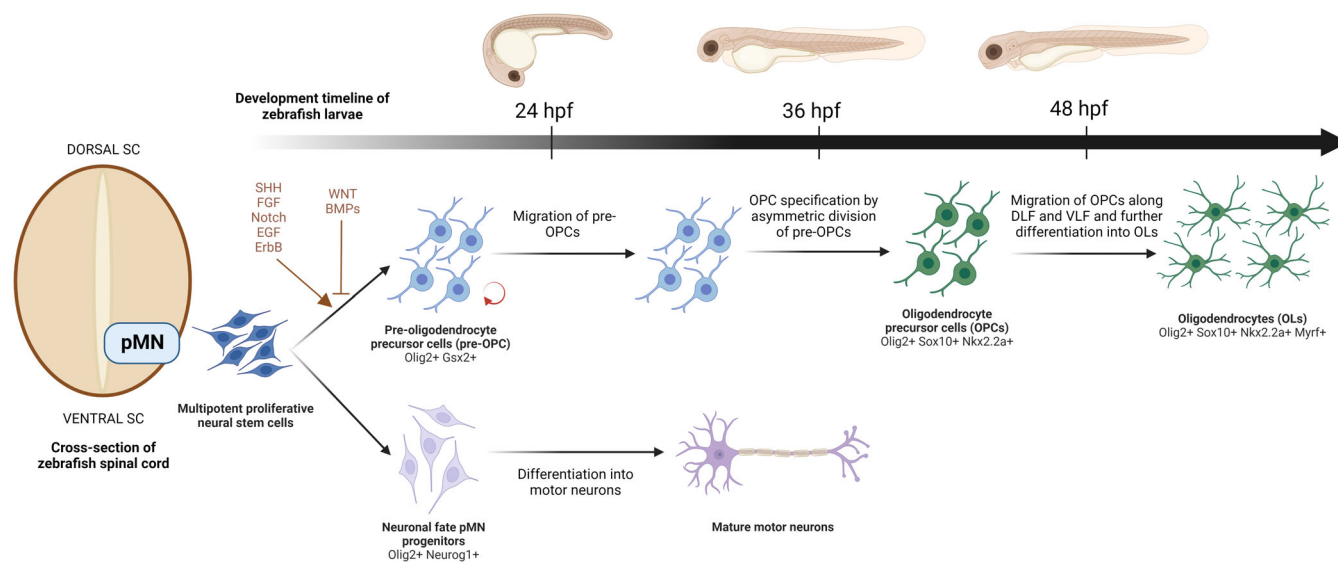 Development timeline of
zebrafish larvae
24 hpf
36 hpf
48 hpf
DORSAL SC
pMN
VENTRAL SC
Cross-section of
zebrafish spinal cord
SHH
FGF
Notch
EGF
ErbB
WNT
BMPs
Multipotent proliferative
neural stem cells
Pre-oligodendrocyte
precursor cells (pre-OPC)
Olig2+ Gsx2+
Migration of pre-
OPCs
OPC specification by
asymmetric division
of pre-OPCs
Oligodendrocyte
precursor cells (OPCs)
Olig2+ Sox10+ Nkx2.2a+
Migration of OPCs along
DLF and VLF and further
differentiation into OLs
Oligodendrocytes (OLs)
Olig2+ Sox10+ Nkx2.2a+ Myrf+
Neuronal fate pMN
progenitors
Olig2+ Neurog1+
Differentiation into
motor neurons
Mature motor neurons